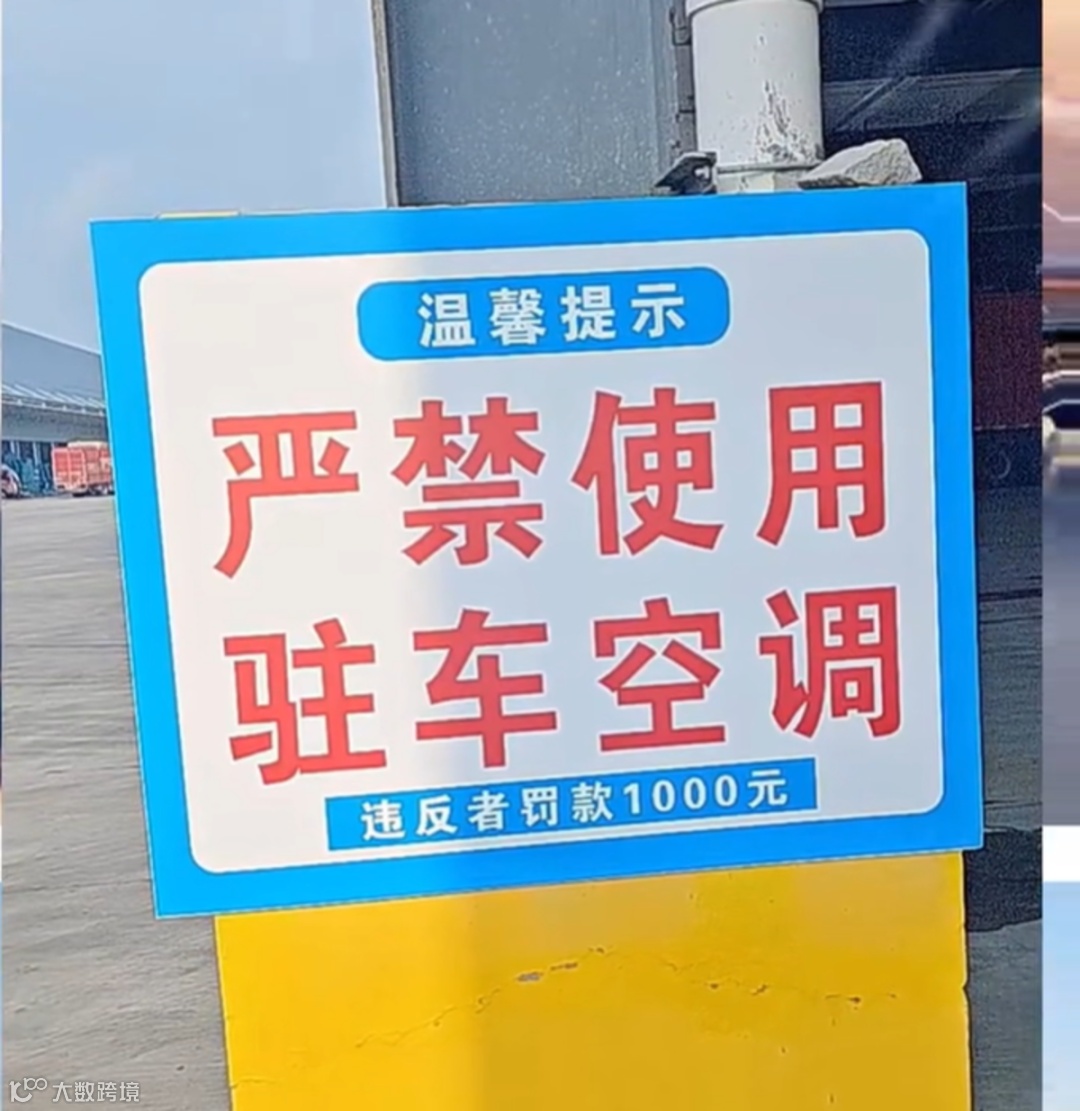 温馨提示
严禁使用
驻车空调
违反者罚款1000元
大数跨境